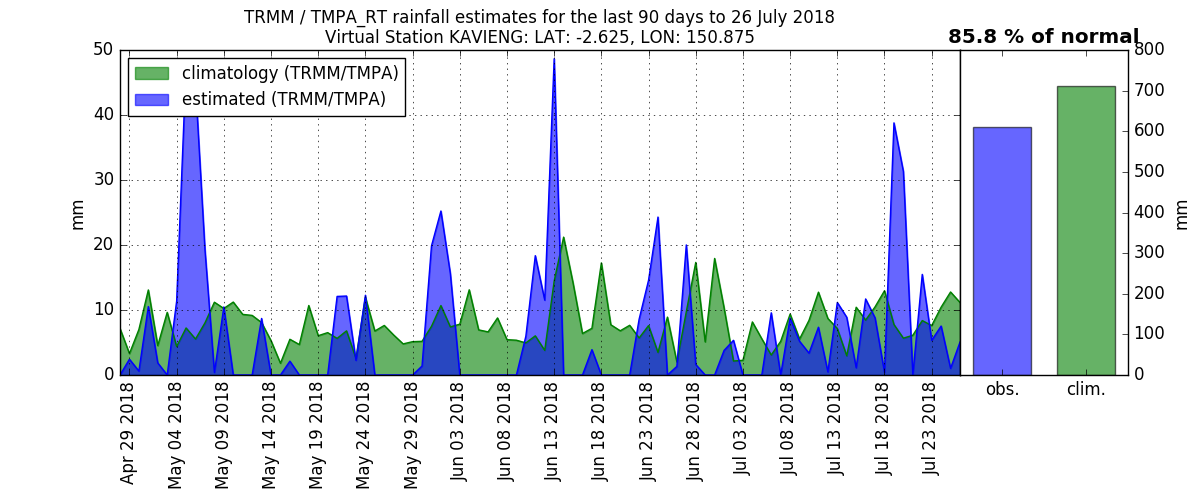 TRMM / TMPA_RT rainfall estimates for the last 90 days to 26 July 2018
Virtual Station KAVIENG: LAT: -2.625, LON: 150.875
85.8 % of normal
climatology (TRMM/TMPA)
estimated (TRMM/TMPA)
50
40
30
20
10
0
mm
Apr 29 2018
May 04 2018
May 09 2018
May 14 2018
May 19 2018
May 24 2018
May 29 2018
Jun 03 2018
Jun 08 2018
Jun 13 2018
Jun 18 2018
Jun 23 2018
Jun 28 2018
Jul 03 2018
Jul 08 2018
Jul 13 2018
Jul 18 2018
Jul 23 2018
obs.
clim.
800
700
600
500
400
300
200
100
0
mm